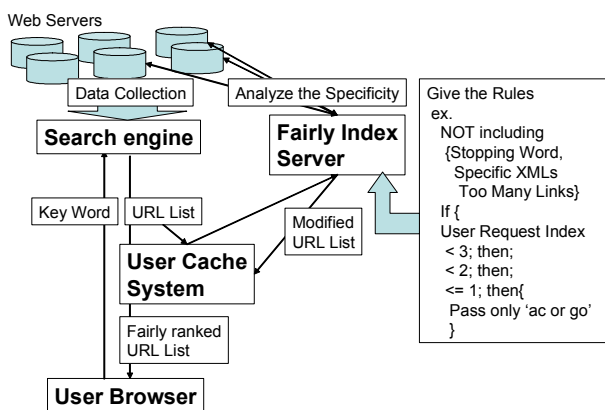 Web Servers
Data Collection
Analyze the Specificity
Search engine
Fairly Index
Server
Key Word
URL List
Modified
URL List
User Cache
System
Fairly ranked
URL List
User Browser
Give the Rules
ex.
NOT including
{Stopping Word,
Specific XMLs
Too Many Links}
If {
User Request Index
< 3; then;
< 2; then;
<= 1; then{
Pass only ‘ac or go’
}